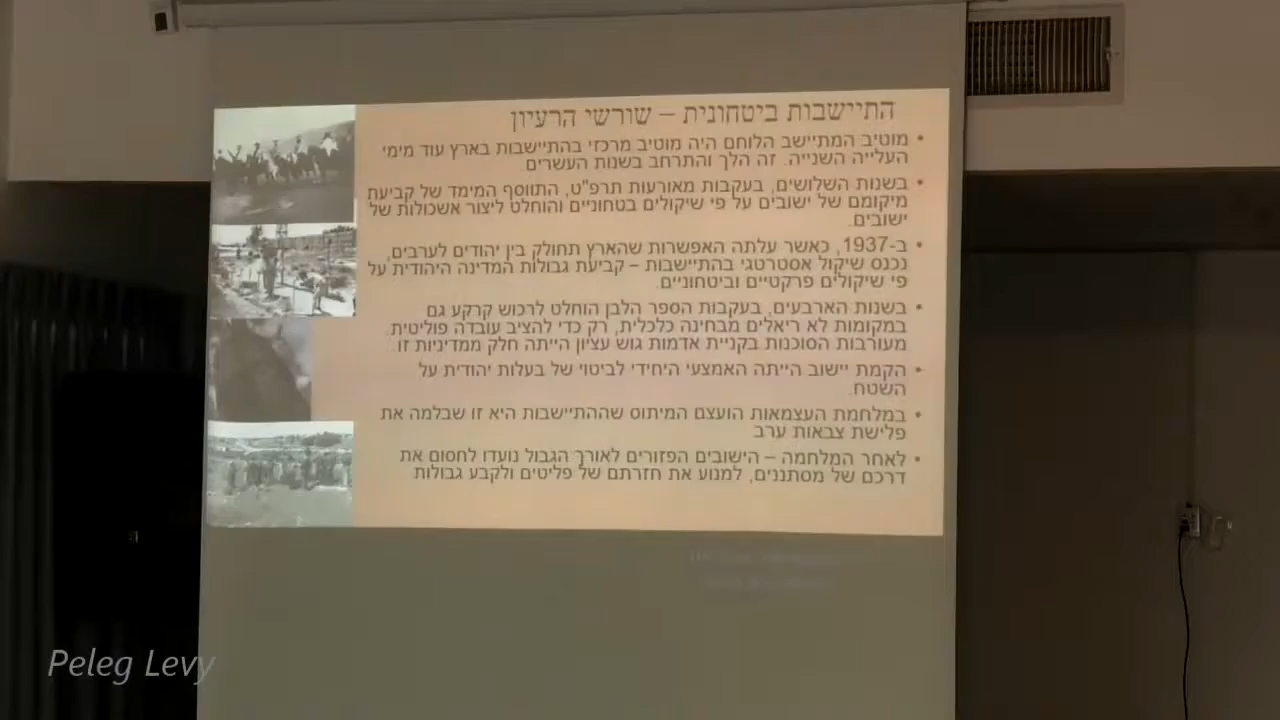 התיישבות ביטחונית – שורשי הרעיון
• מוטיב המתיישב הלוחם היה מוטיב מרכזי בהתיישבות בארץ עוד מימי
העלייה השנייה. זה הלך והתרחב בשנות העשרים
• בשנות השלושים, בעקבות מאורעות תרפ"ט, התווסף המימד של קביעת
מיקומם של ישובים על פי שיקולים בטחוניים והוחלט ליצור אשכולות של
ישובים.
• ב-1937, כאשר עלתה האפשרות שהארץ תחולק בין יהודים לערבים,
נכנס שיקול אסטרטגי בהתיישבות – קביעת גבולות המדינה היהודית על
פי שיקולים פרקטיים וביטחוניים.
• בשנות הארבעים, בעקבות הספר הלבן הוחלט לרכוש קרקע גם
במקומות לא ריאלים מבחינה כלכלית, רק כדי להציב עובדה פוליטית.
מעורבות הסוכנות בקניית אדמות גוש עציון הייתה חלק ממדיניות זו.
• הקמת יישוב הייתה האמצעי היחידי לביטוי של בעלות יהודית על
השטח.
• במלחמת העצמאות הועצם המיתוס שההתיישבות היא זו שבלמה את
פלישת צבאות ערב
• לאחר המלחמה – הישובים הפזורים לאורך הגבול נועדו לחסום את
דרכם של מסתננים, למנוע את חזרתם של פליטים ולקבע גבולות
Peleg Levy